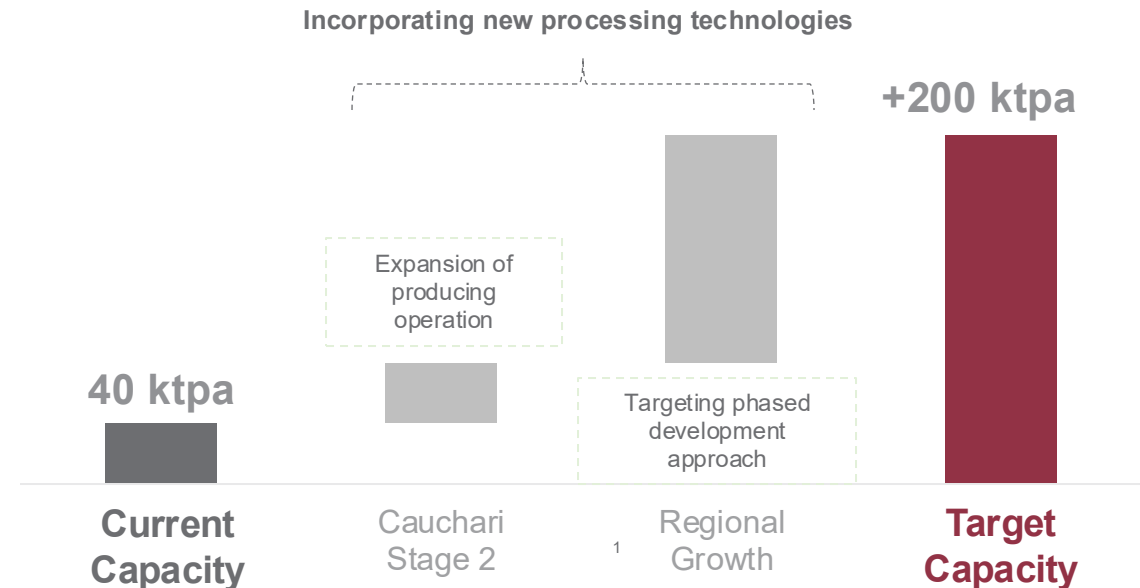 Incorporating new processing technologies
+200 ktpa
Expansion of
producing
operation
40 ktpa
Targeting phased
development
approach
Current
Capacity
Cauchari
Stage 2
1
Regional
Growth
Target
Capacity